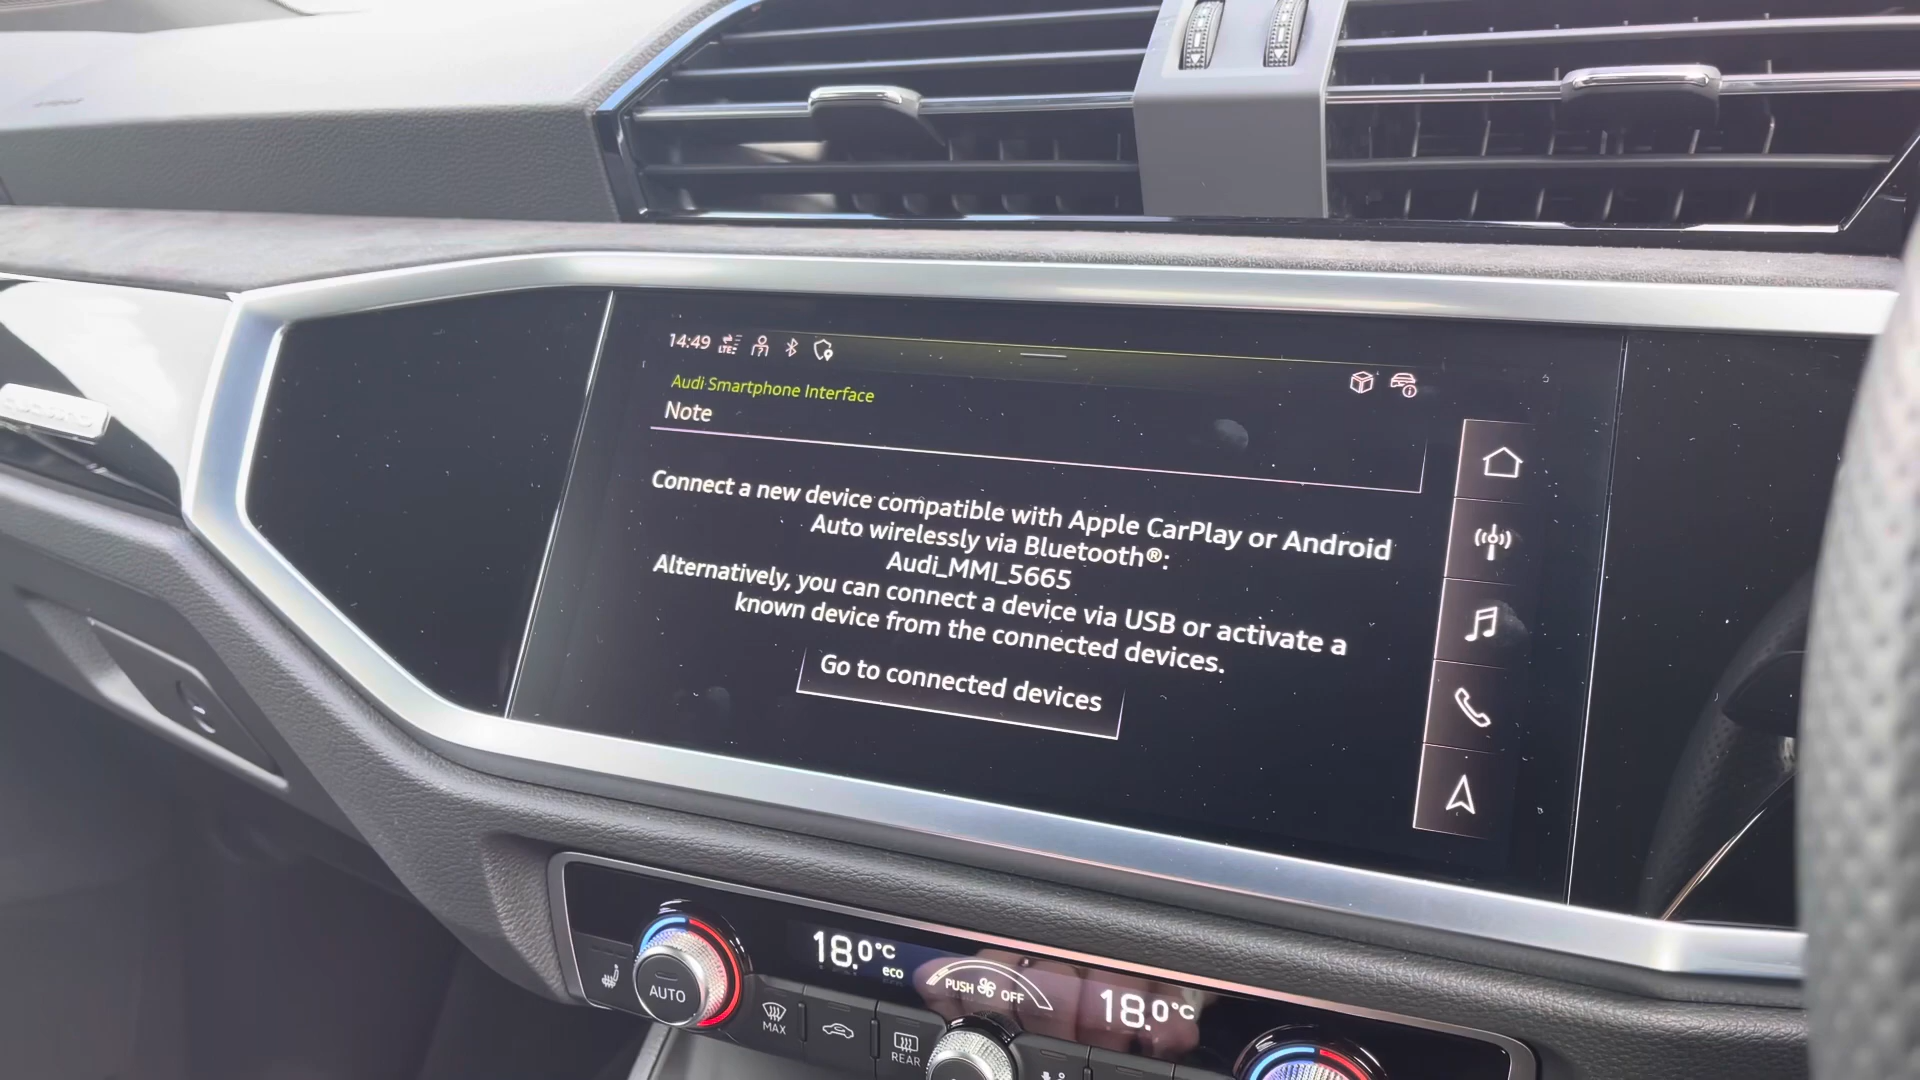 14:49 LTE
Audi Smartphone Interface
Note
Connect a new device compatible with Apple CarPlay or Android
Auto wirelessly via Bluetooth®:
Audi_MMI_5665
Alternatively, you can connect a device via USB or activate a
known device from the connected devices.
Go to connected devices
18.0°C
eco
PUSH OFF
18.0°C
AUTO
MAX
REAR